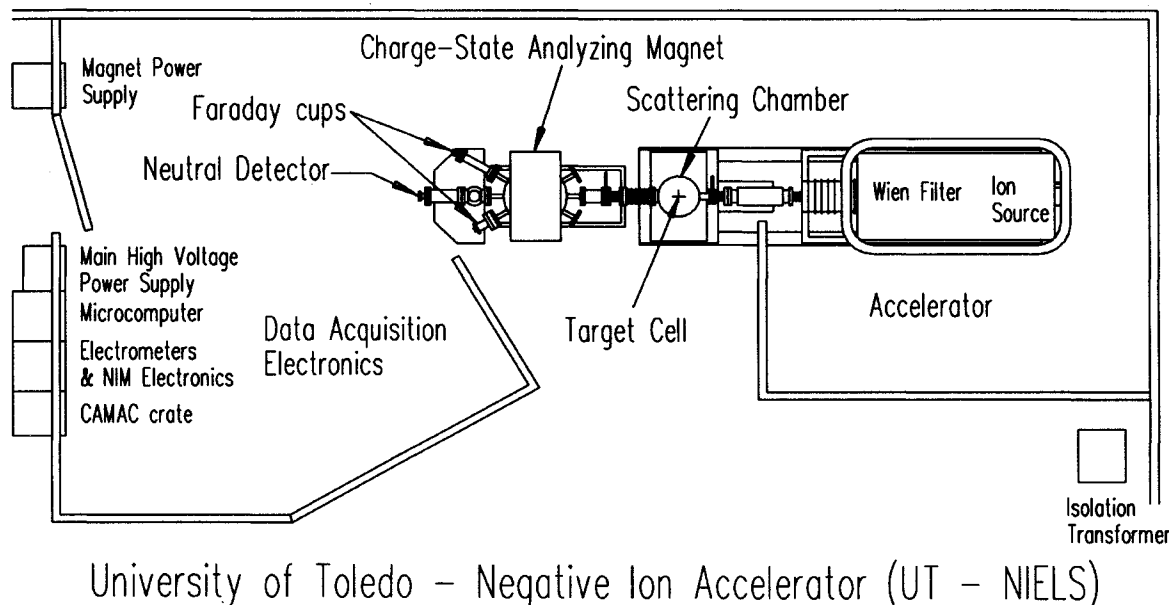 Charge-State Analyzing Magnet
Magnet Power
Supply
Scattering Chamber
Faraday cups
Neutral Detector
Wien Filter
Ion
Source
Main High Voltage
Power Supply
Microcomputer
Electrometers
& NIM Electronics
CAMAC crate
Data Acquisition
Electronics
Target Cell
Accelerator
Isolation
Transformer
University of Toledo - Negative Ion Accelerator (UT - NIELS)